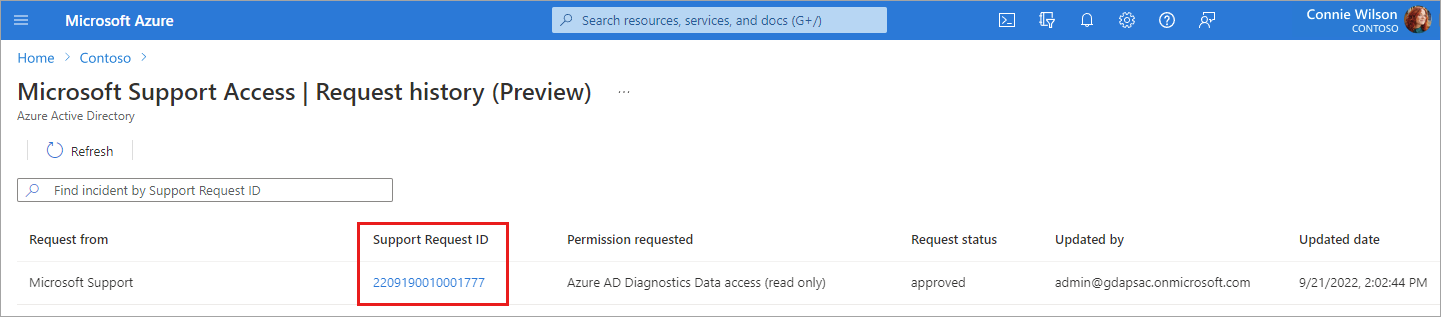 Microsoft Azure
Search resources, services, and docs (G+/)
Connie Wilson
CONTOSO
Home > Contoso >
Microsoft Support Access | Request history (Preview) ...
Azure Active Directory
Refresh
Find incident by Support Request ID
Request from Support Request ID Permission requested Request status Updated by Updated date
Microsoft Support 2209190010001777 Azure AD Diagnostics Data access (read only) approved admin@gdapsac.onmicrosoft.com 9/21/2022, 2:02:44 PM